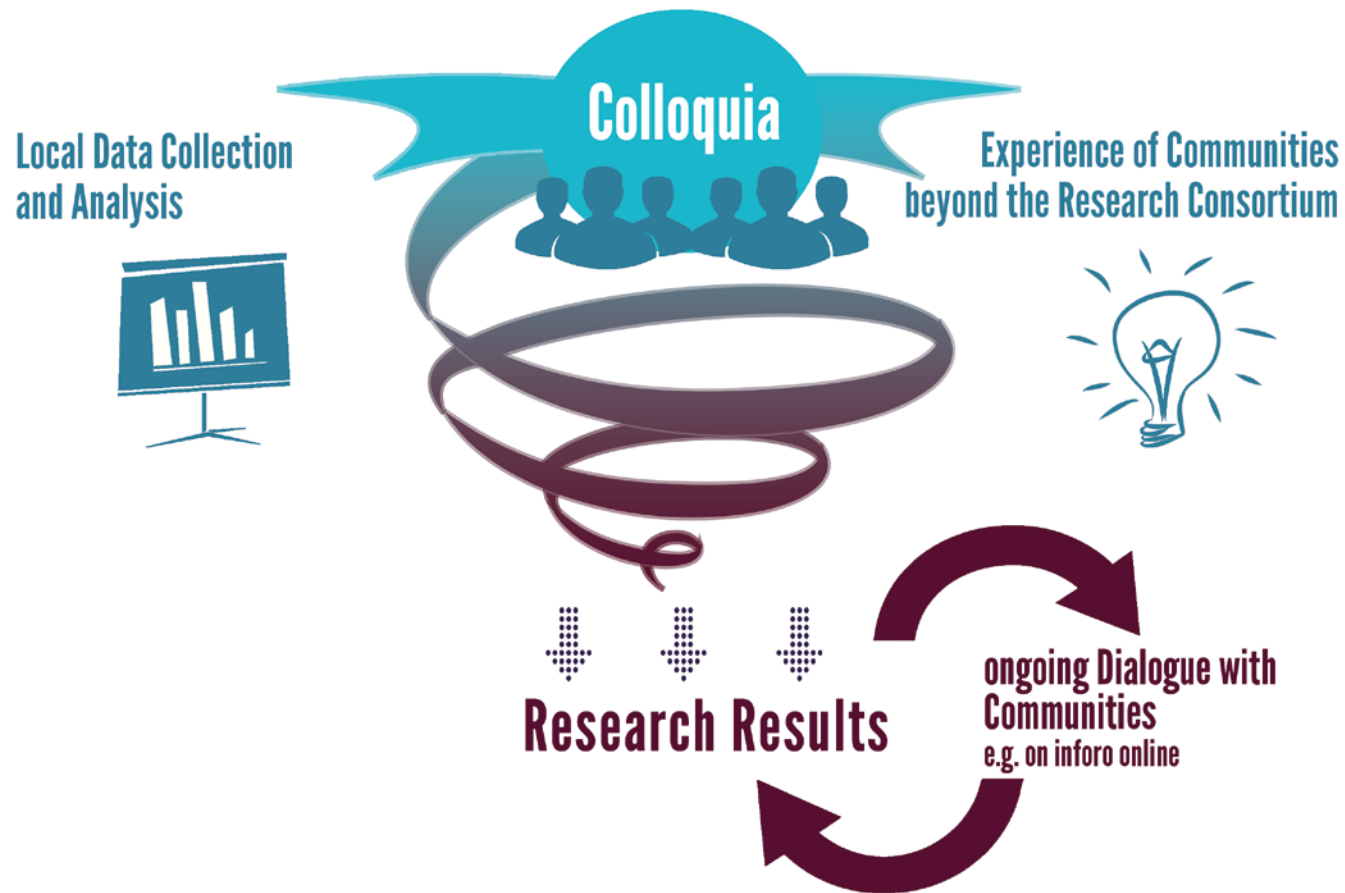 Colloquia
Local Data Collection
and Analysis
Experience of Communities
beyond the Research Consortium
Research Results
ongoing Dialogue with
Communities
e.g. on inforo online